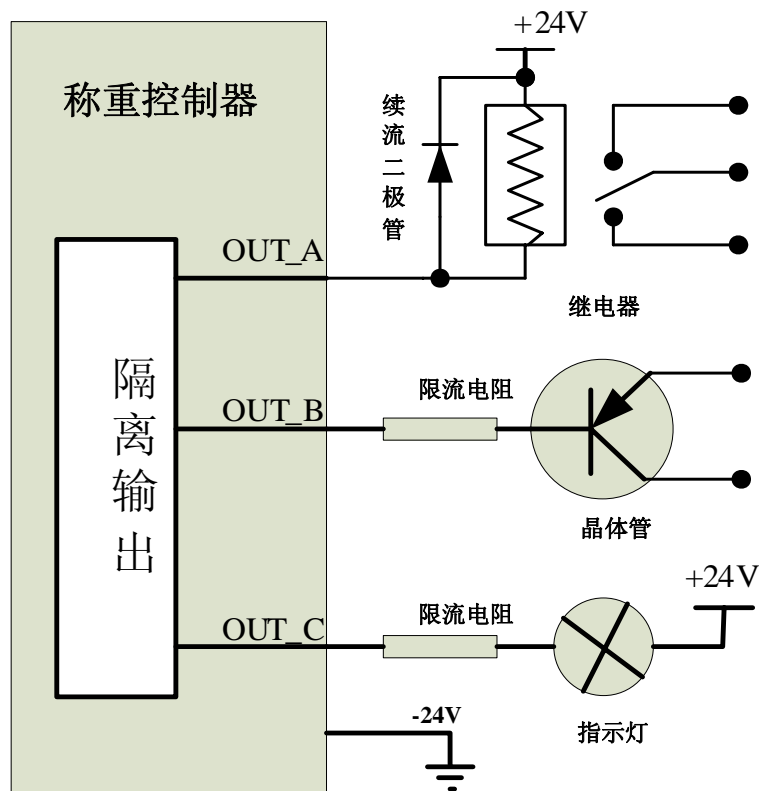 +24V
称重控制器
续流二极管
OUT_A
继电器
隔离输出
限流电阻
OUT_B
晶体管
+24V
限流电阻
OUT_C
-24V
指示灯